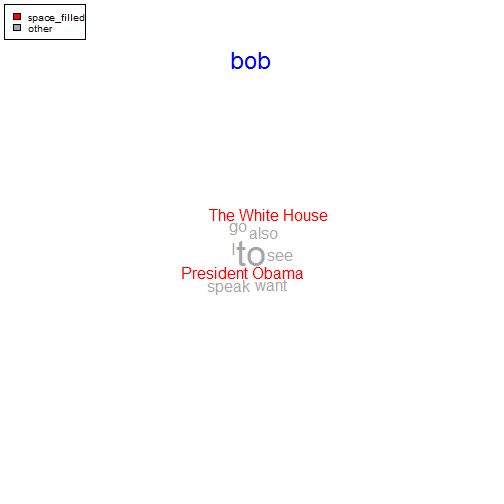 space_filled
other
bob
The White House
go also
I to see
President Obama
speak want